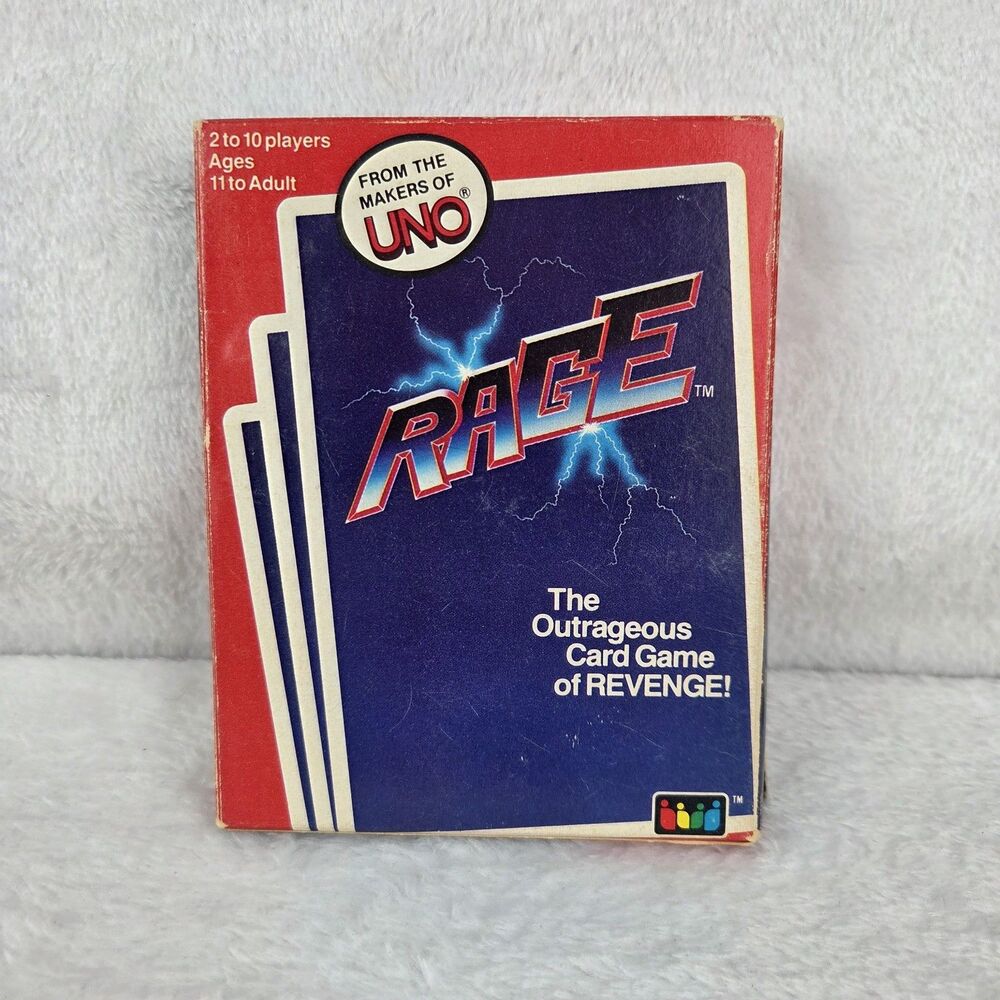 2 to 10 players
Ages
11 to Adult
FROM THE
MAKERS OF
UNO®
RAGE™
The
Outrageous
Card Game
of REVENGE!
TM